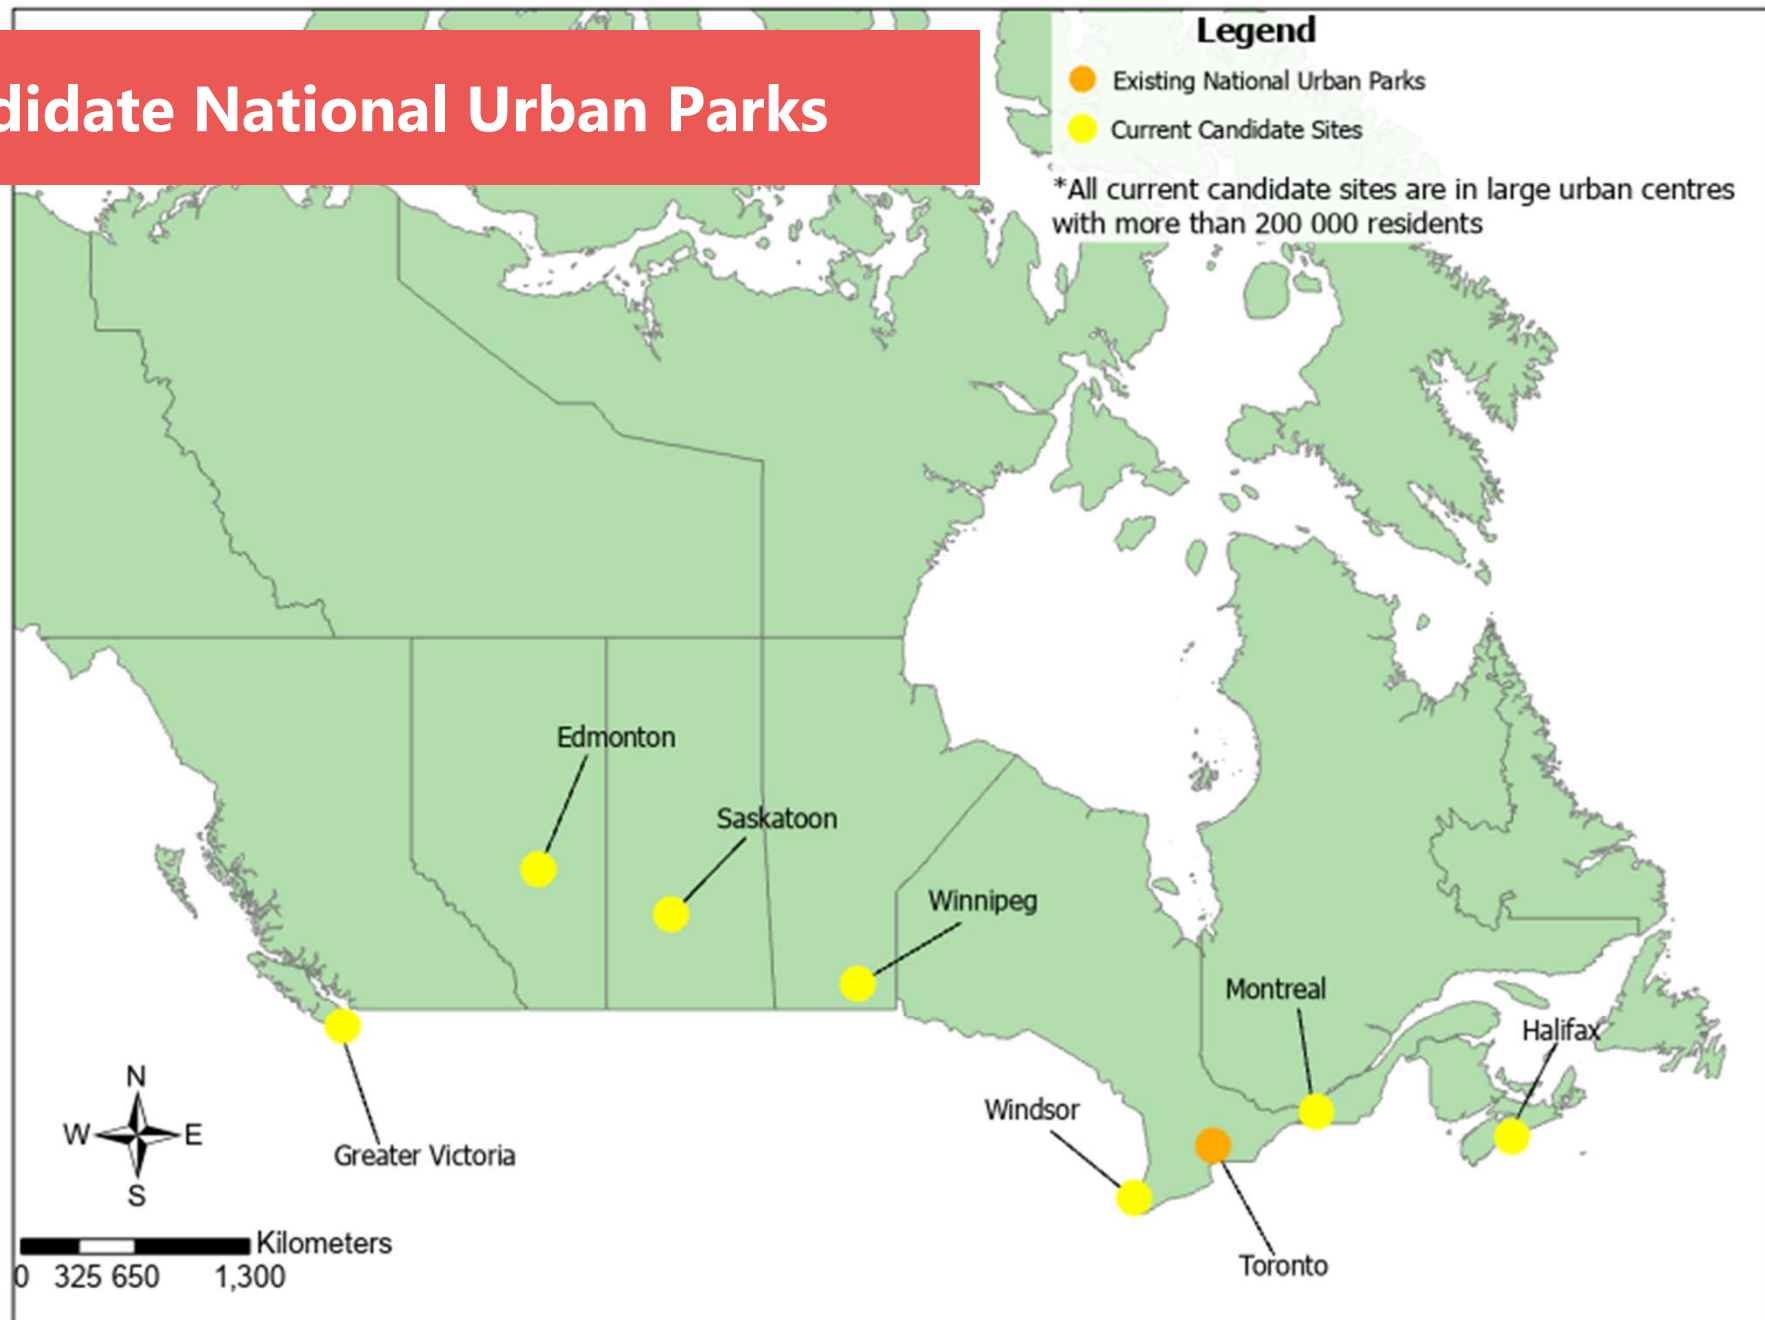 didate National Urban Parks
Legend
Existing National Urban Parks
Current Candidate Sites
*All current candidate sites are in large urban centres
with more than 200 000 residents
Edmonton
Saskatoon
Winnipeg
Montreal
Halifax
Windsor
Greater Victoria
Toronto
N
W E
S
Kilometers
0 325 650 1,300